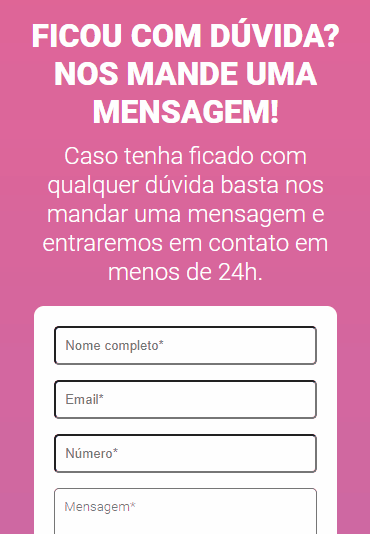 FICOU COM DÚVIDA?
NOS MANDE UMA
MENSAGEM!
Caso tenha ficado com
qualquer dúvida basta nos
mandar uma mensagem e
entraremos em contato em
menos de 24h.
Nome completo*
Email*
Número*
Mensagem*